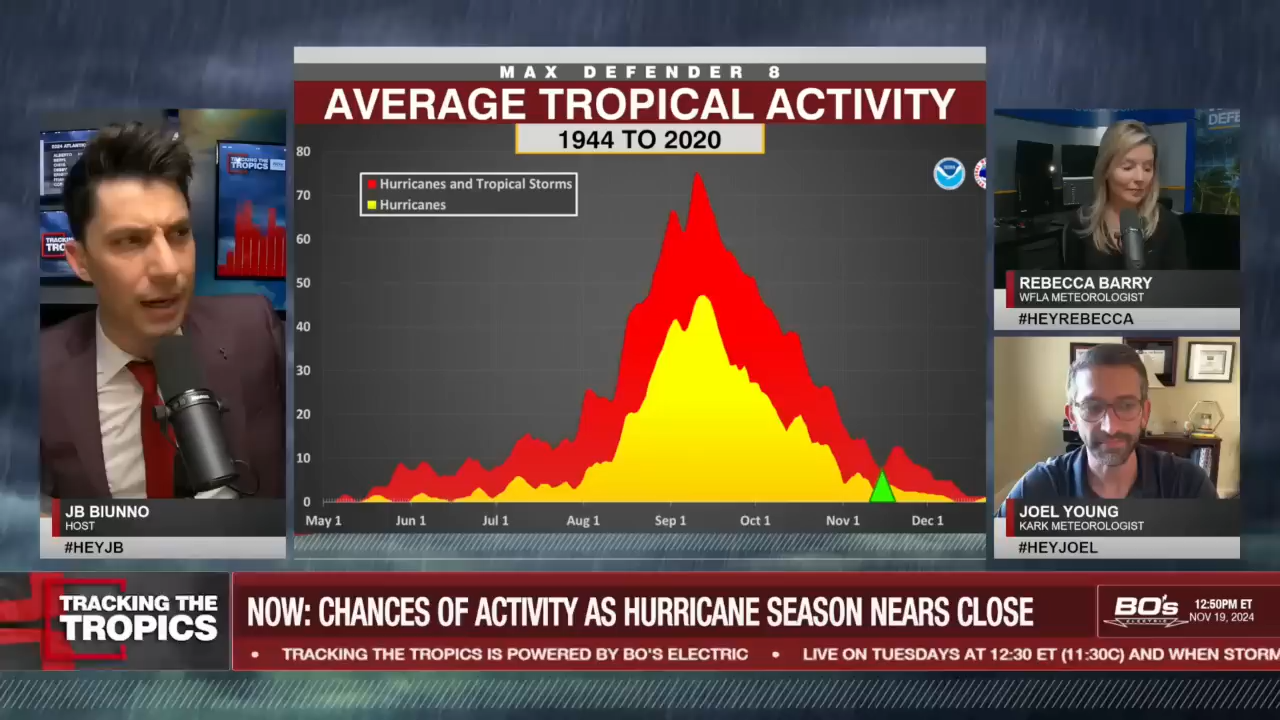 MAX DEFENDER 8
AVERAGE TROPICAL ACTIVITY
1944 TO 2020
80
70
60
50
40
30
20
10
0
Hurricanes and Tropical Storms
Hurricanes
May 1
Jun 1
Jul 1
Aug 1
Sep 1
Oct 1
Nov 1
Dec 1
TRACKING THE
TROPICS
JB BIUNNO
HOST
#HEYJB
DEFE
REBECCA BARRY
WFLA METEOROLOGIST
#HEYREBECCA
JOEL YOUNG
KARK METEOROLOGIST
#HEYJOEL
TRACKING THE
TROPICS
NOW: CHANCES OF ACTIVITY AS HURRICANE SEASON NEARS CLOSE
BO's
ELECTRIC
12:50PM ET
NOV 19, 2024
• TRACKING THE TROPICS IS POWERED BY BO'S ELECTRIC • LIVE ON TUESDAYS AT 12:30 ET (11:30C) AND WHEN STORM